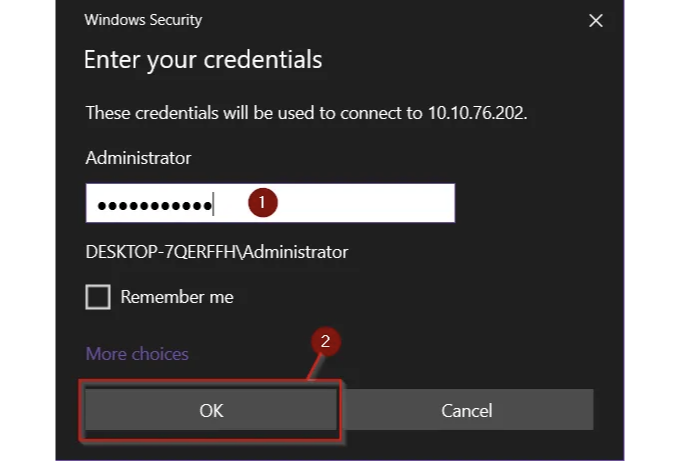 Windows Security
Enter your credentials
These credentials will be used to connect to 10.10.76.202.
Administrator
●●●●●●●●●●●
1
DESKTOP-7QERFFH\Administrator
Remember me
More choices
2
OK
Cancel